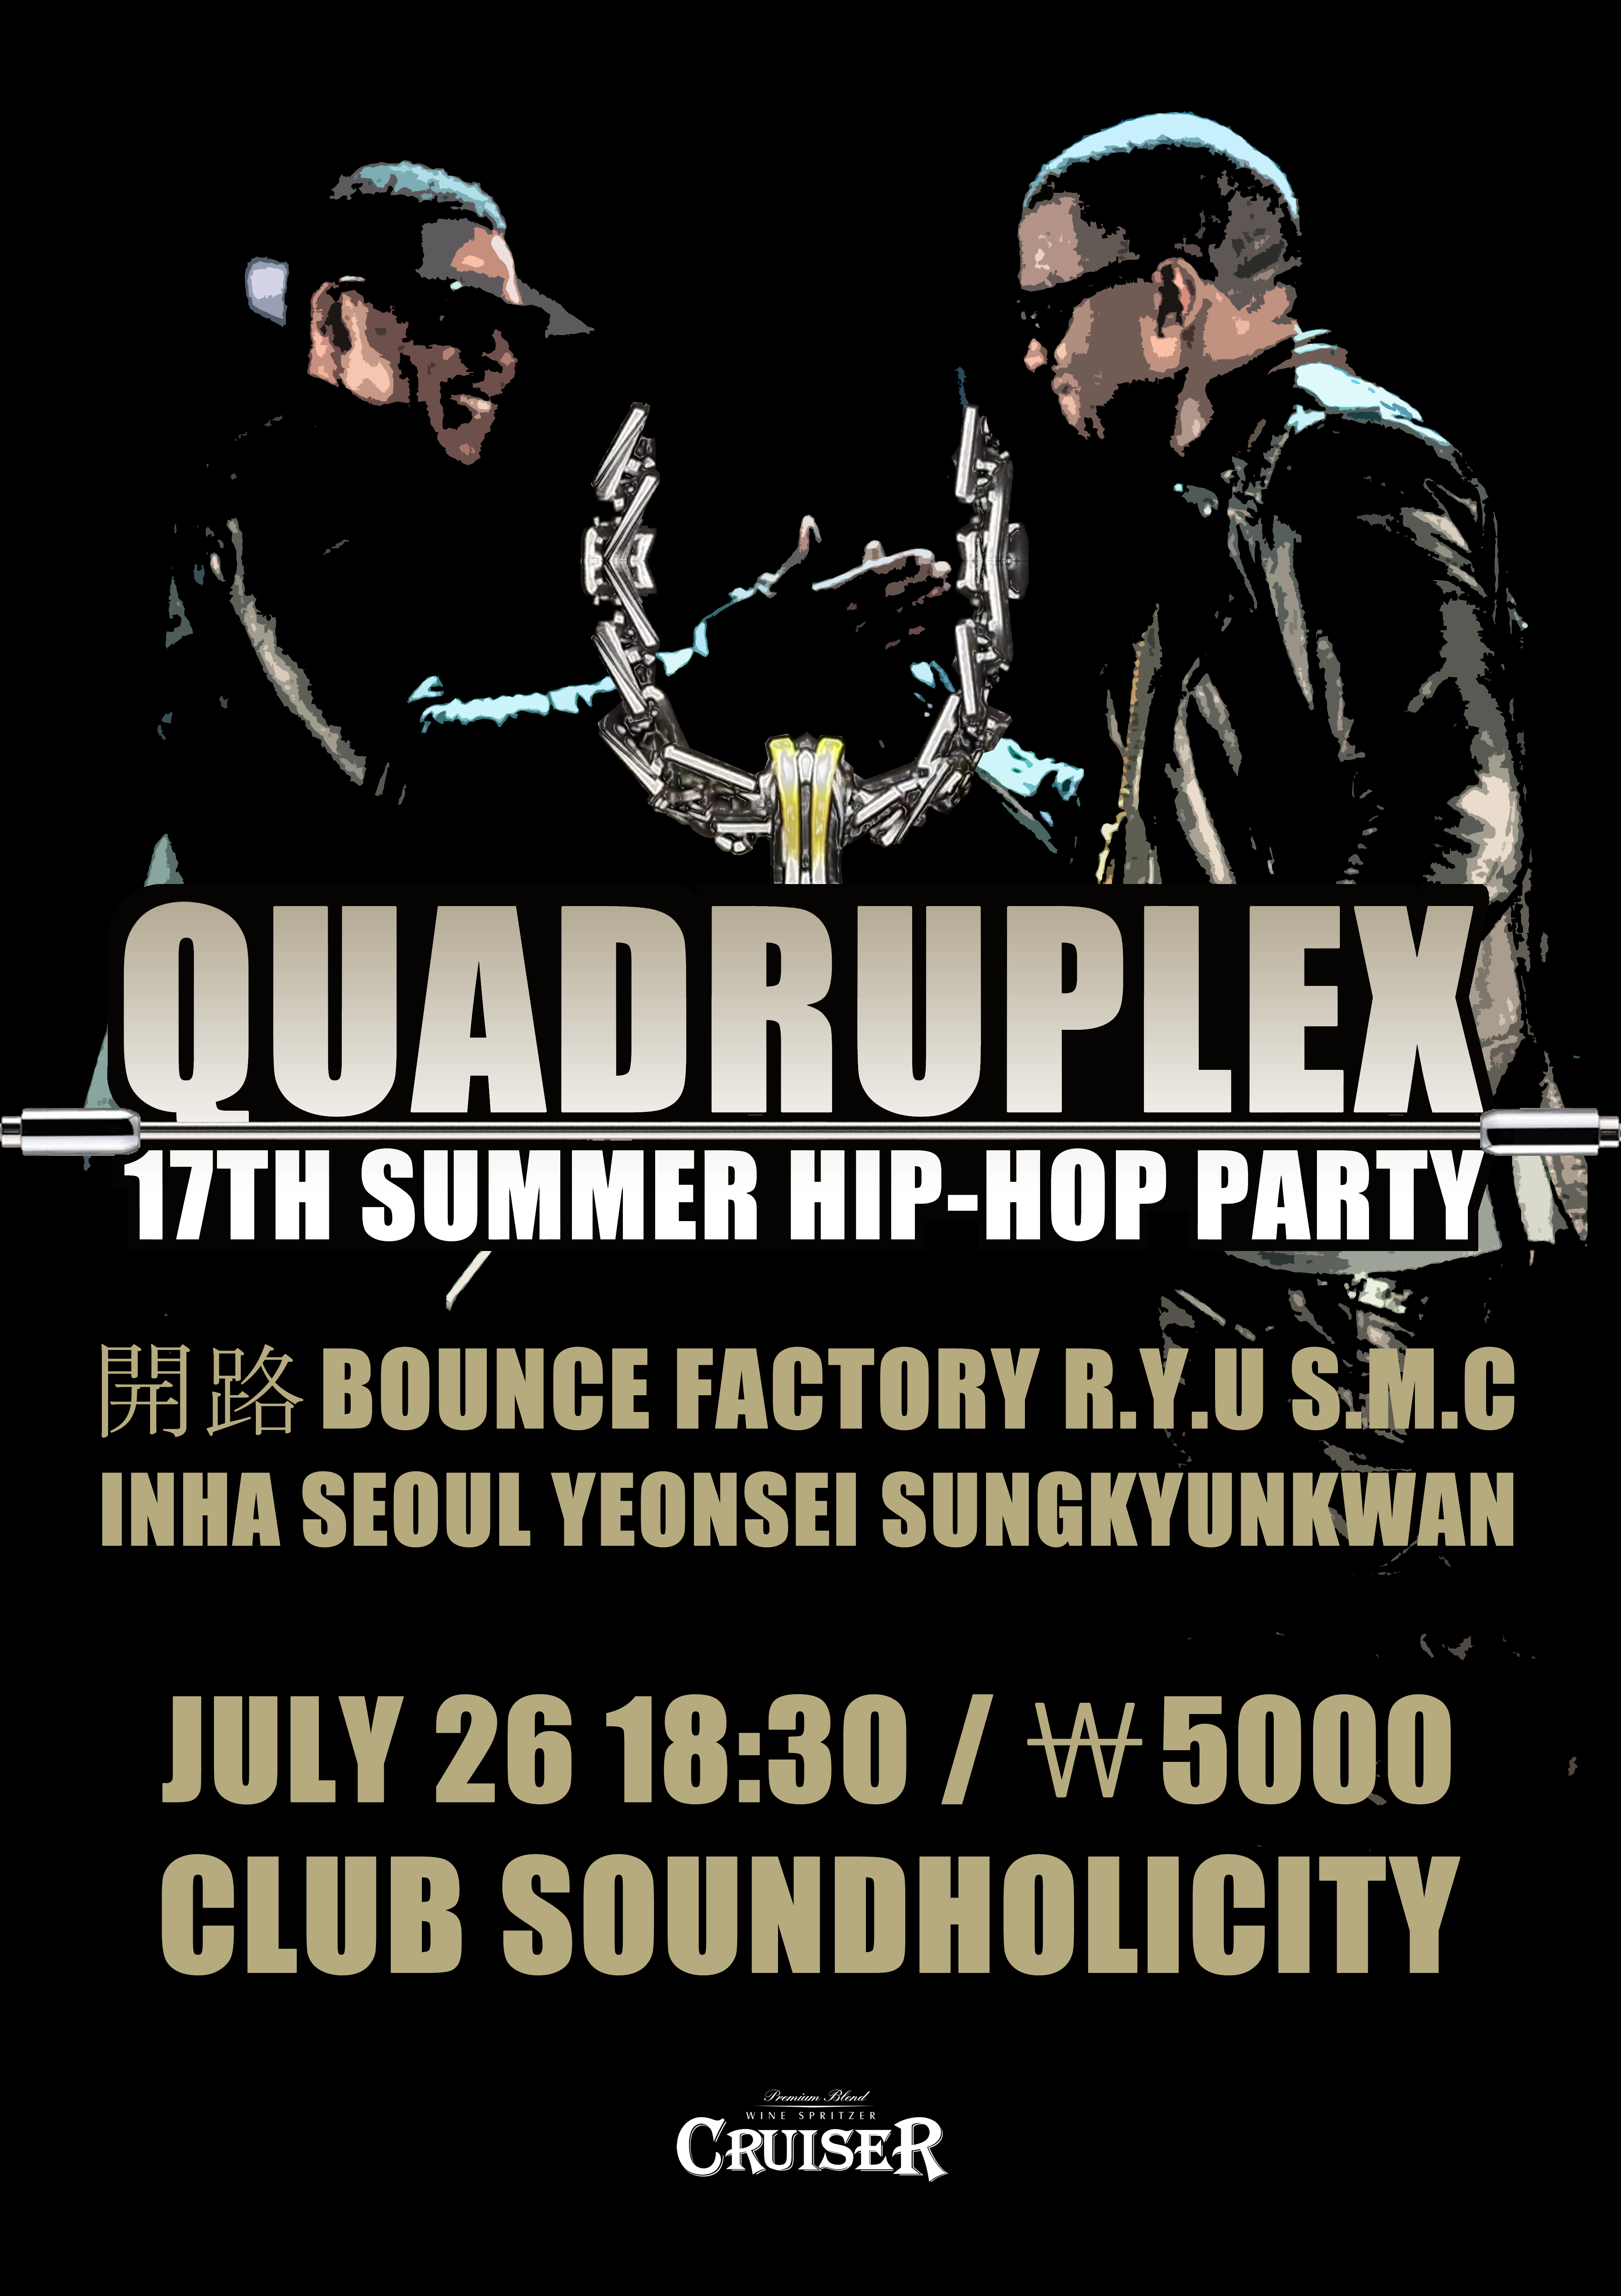 QUADRUPLEX
17TH SUMMER HIP-HOP PARTY
開路 BOUNCE FACTORY R.Y.U S.M.C
INHA SEOUL YEONSEI SUNGKYUNKWAN
JULY 26 18:30 / ₩5000
CLUB SOUNDHOLICITY
Premium Blend
WINE SPRITZER
CRUISER